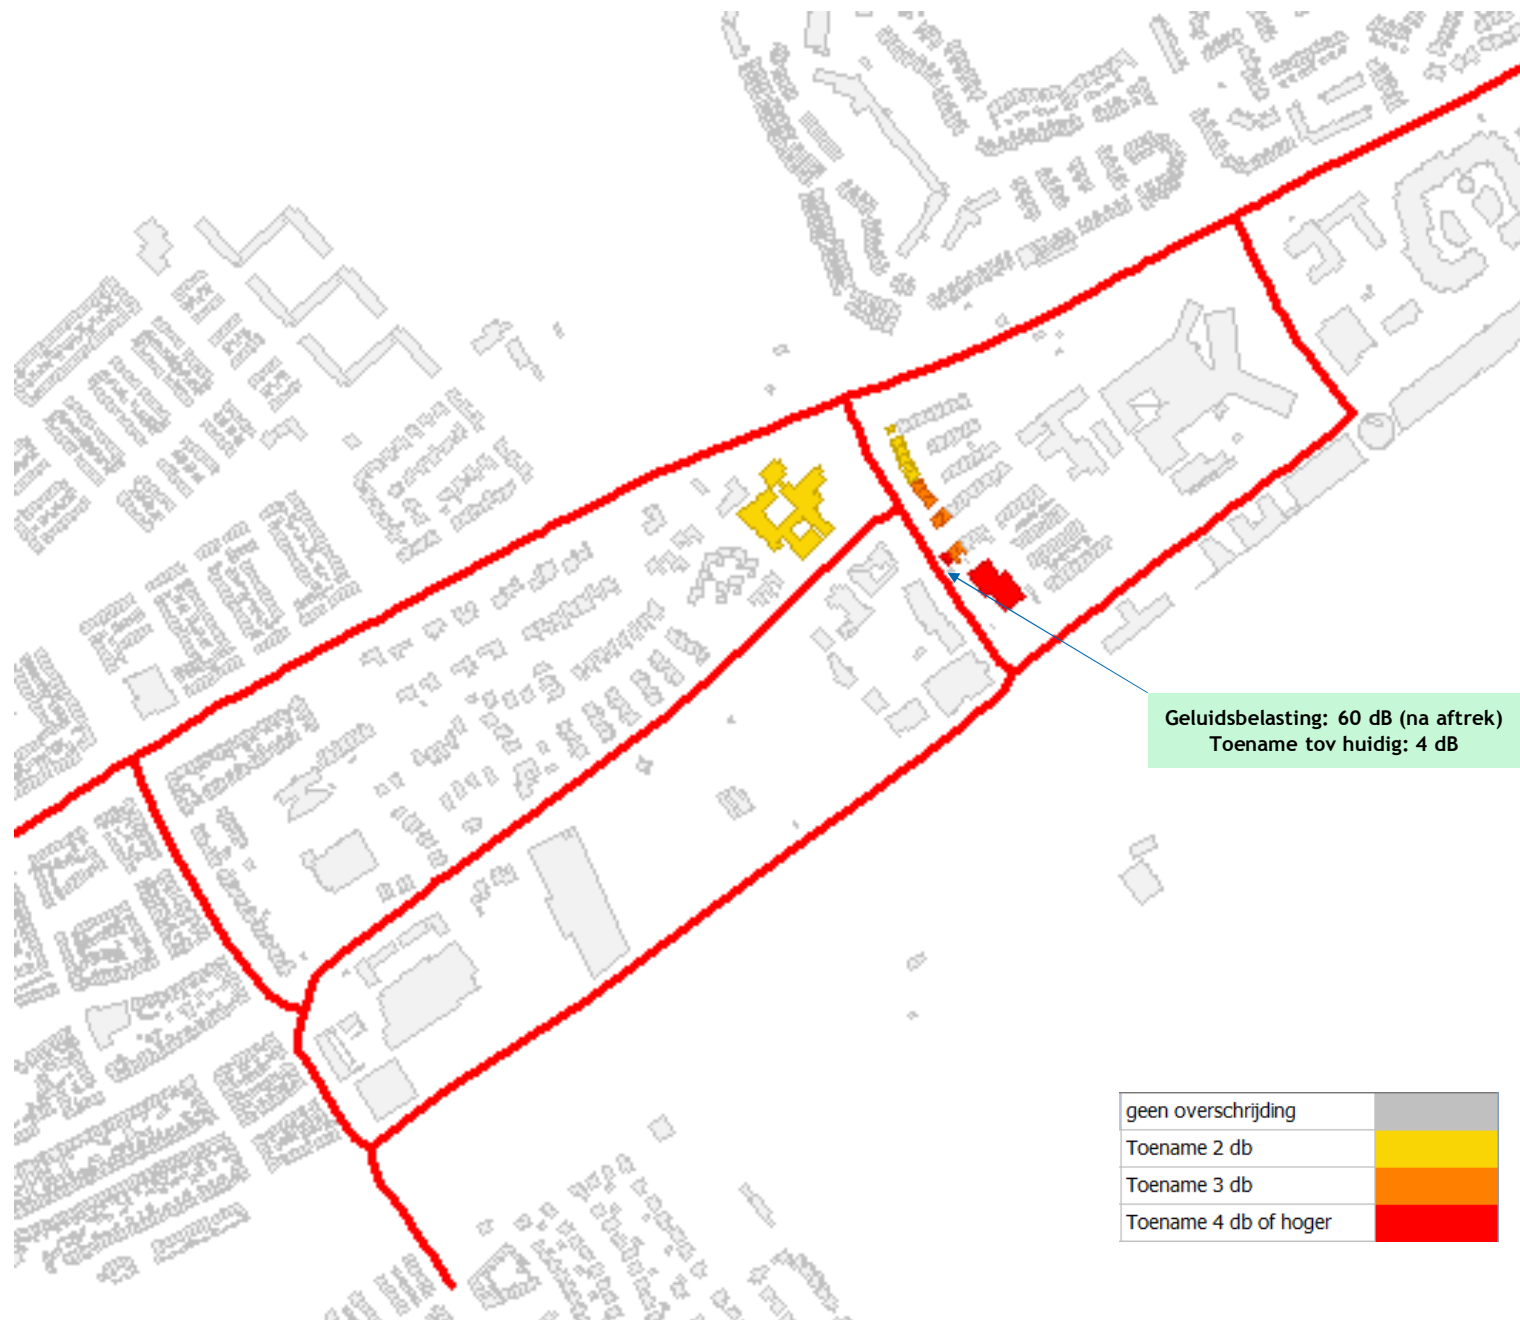 Geluidsbelasting: 60 dB (na aftrek)
Toename tov huidig: 4 dB
geen overschrijding
Toename 2 db
Toename 3 db
Toename 4 db of hoger